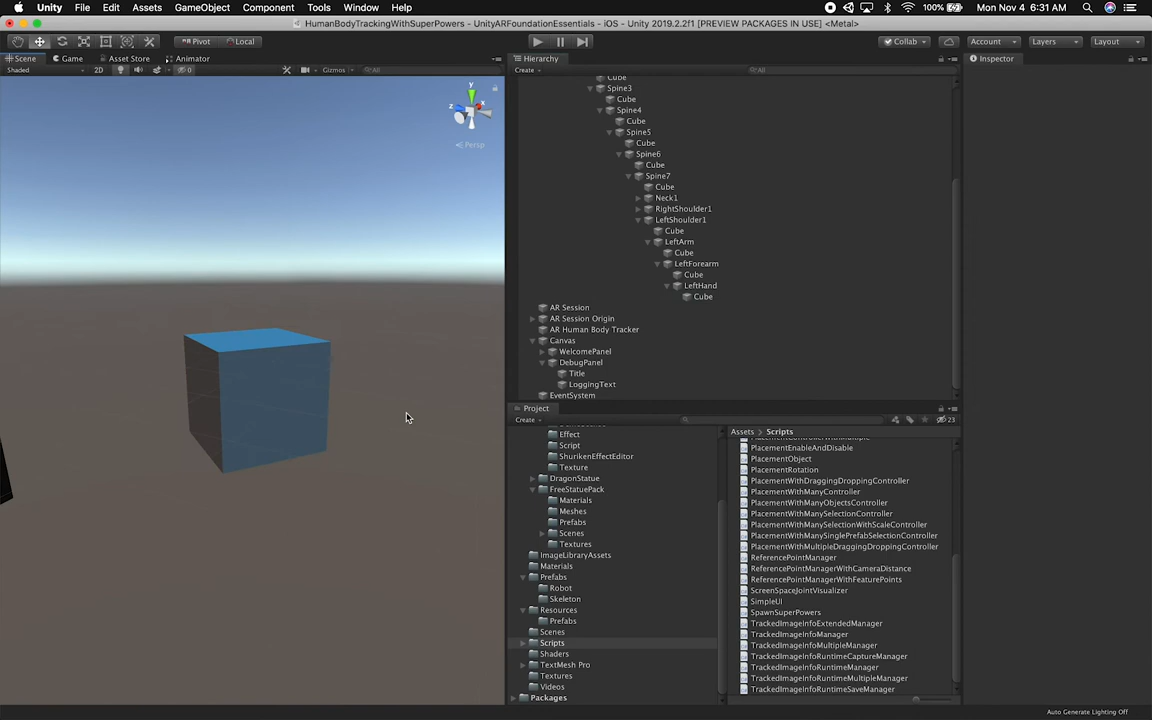 Unity File Edit Assets GameObject Component Tools Window Help 100% Mon Nov 4 6:31 AM
HumanBodyTrackingWithSuperPowers - UnityARFoundationEssentials - iOS - Unity 2019.2.2f1 [PREVIEW PACKAGES IN USE] <Metal>
Pivot Local Collab Account Layers Layout
Scene Game Asset Store Animator
Shaded 2D 0 Gizmos All
y
x
z
Persp
Hierarchy
Create All
Cube
Spine3
Cube
Spine4
Cube
Spine5
Cube
Spine6
Cube
Spine7
Cube
Neck1
RightShoulder1
LeftShoulder1
Cube
LeftArm
Cube
LeftForearm
Cube
LeftHand
Cube
AR Session
AR Session Origin
AR Human Body Tracker
Canvas
WelcomePanel
DebugPanel
Title
LoggingText
EventSystem
Inspector
Project
Create 23
Effect
Script
ShurikenEffectEditor
Texture
DragonStatue
FreeStatuePack
Materials
Meshes
Prefabs
Scenes
Textures
ImageLibraryAssets
Materials
Prefabs
Robot
Skeleton
Resources
Prefabs
Scenes
Scripts
Shaders
TextMesh Pro
Textures
Videos
Packages
Assets > Scripts
PlacementEnableAndDisable
PlacementObject
PlacementRotation
PlacementWithDraggingDroppingController
PlacementWithManyController
PlacementWithManyObjectsController
PlacementWithManySelectionController
PlacementWithManySelectionWithScaleController
PlacementWithManySinglePrefabSelectionController
PlacementWithMultipleDraggingDroppingController
ReferencePointManager
ReferencePointManagerWithCameraDistance
ReferencePointManagerWithFeaturePoints
ScreenSpaceJointVisualizer
SimpleUI
SpawnSuperPowers
TrackedImageInfoExtendedManager
TrackedImageInfoManager
TrackedImageInfoMultipleManager
TrackedImageInfoRuntimeCaptureManager
TrackedImageInfoRuntimeManager
TrackedImageInfoRuntimeMultipleManager
TrackedImageInfoRuntimeSaveManager
Auto Generate Lighting Off